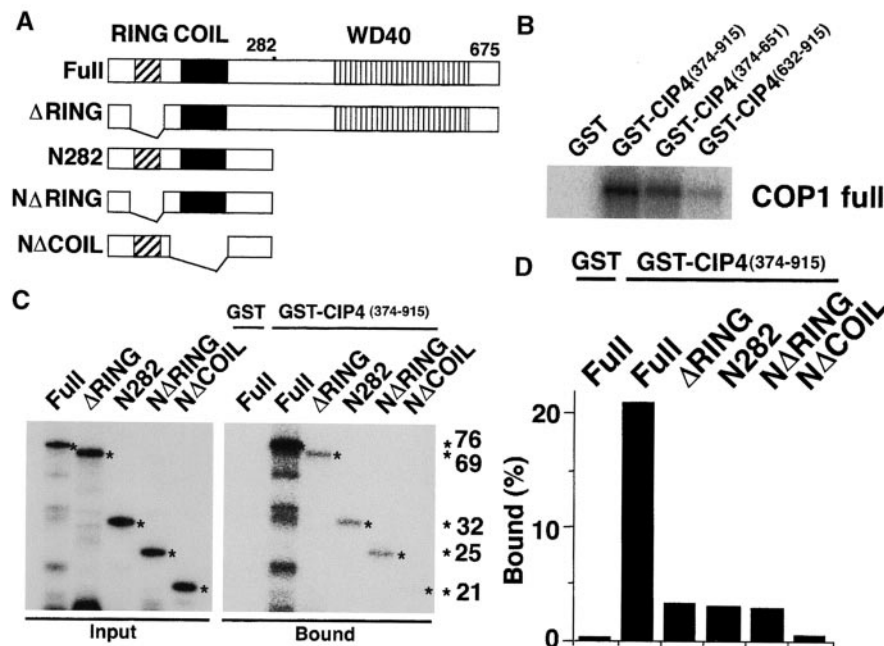 A
RING COIL 282 WD40 675
Full
ΔRING
N282
NΔRING
NΔCOIL
B
GST
GST-CIP4(374-915)
GST-CIP4(374-651)
GST-CIP4(632-915)
COP1 full
C
GST GST-CIP4 (374-915)
Full ΔRING N282 NΔRING NΔCOIL
Full Full ΔRING N282 NΔRING NΔCOIL
* * * 76
* * * 69
* * * 32
* * * 25
* * * 21
Input Bound
D
GST GST-CIP4(374-915)
Full Full ΔRING N282 NΔRING NΔCOIL
Bound (%)
20
10
0